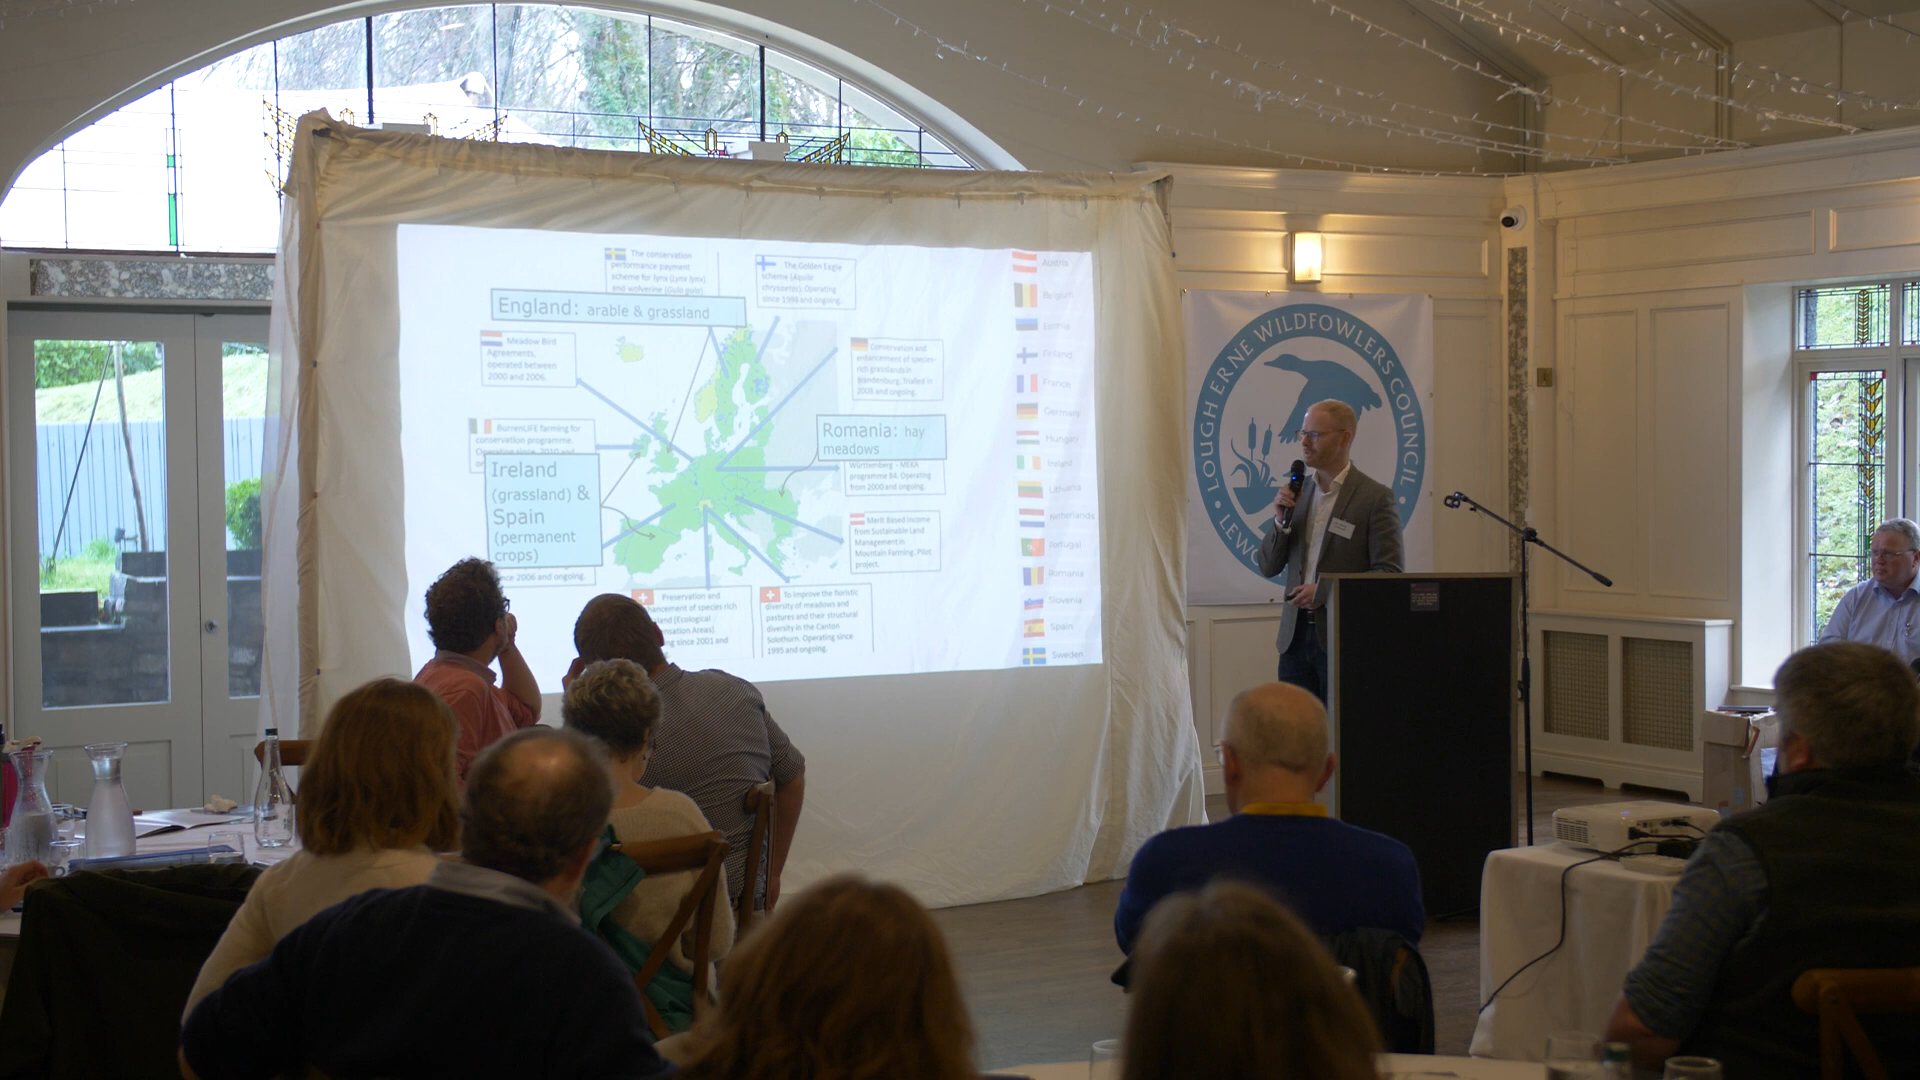 The conservation
performance payment
scheme for lynx (Lynx lynx)
and wolverine (Gulo gulo).
The Golden Eagle
scheme (Aquila
chrysaetos). Operating
since 1998 and ongoing.
England: arable & grassland
Meadow Bird
Agreements,
operated between
2000 and 2006.
Conservation and
enhancement of species-
rich grasslands in
Brandenburg. Trialled in
2006 and ongoing.
BurrenLIFE farming for
conservation programme.
Operating since 2010 and
Ireland
(grassland) &
Spain
(permanent
crops)
since 2006 and ongoing.
Romania: hay
meadows
Württemberg - MEKA
programme B4. Operating
from 2000 and ongoing.
Merit Based Income
from Sustainable Land
Management in
Mountain Farming. Pilot
project.
Preservation and
enhancement of species rich
since 2001 and
To improve the floristic
diversity of meadows and
pastures and their structural
diversity in the Canton
Solothurn. Operating since
1995 and ongoing.
Austria
Belgium
Estonia
Finland
France
Germany
Hungary
Ireland
Lithuania
Netherlands
Portugal
Romania
Slovenia
Spain
Sweden
LOUGH ERNE WILDFOWLERS COUNCIL
LEWC